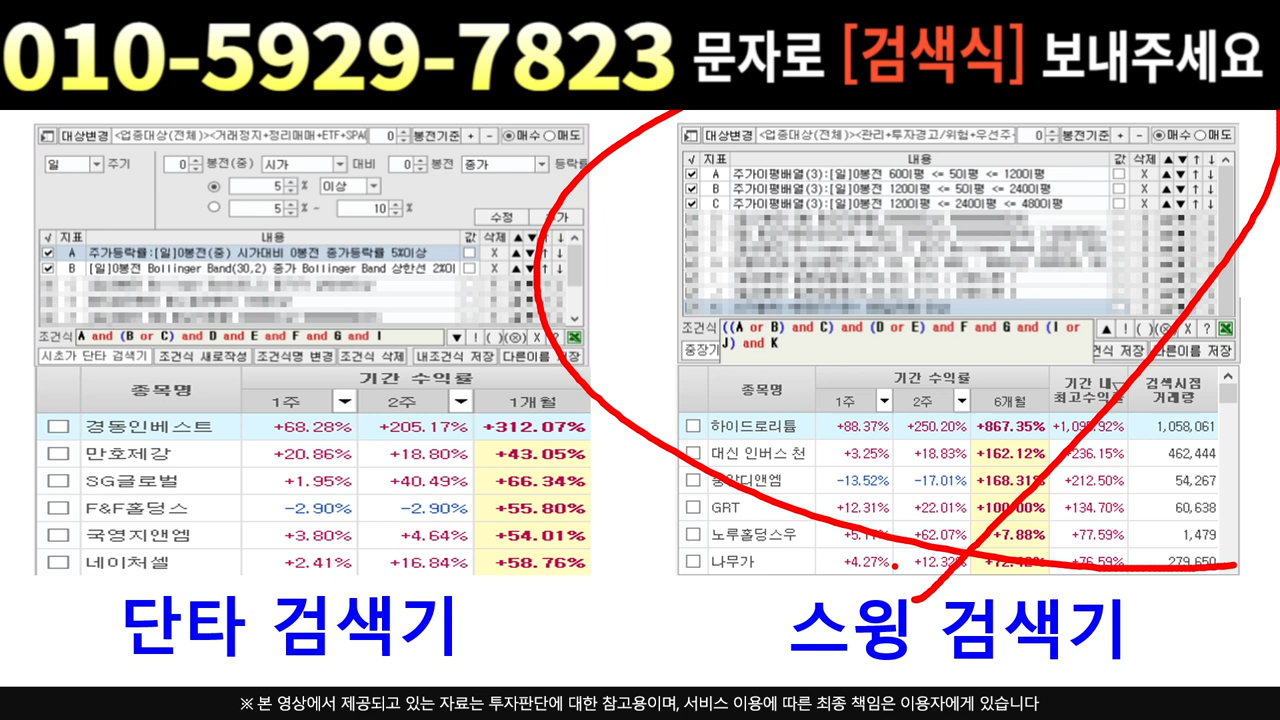 010-5929-7823 문자로 [검색식] 보내주세요
대상변경 <업종대상(전체)><거래정지+정리매매+ETF+SPA 0 봉전기준 + - 매수 매도
일 주기 0 봉전(중) 시가 대비 0 봉전 종가 등락률
5 % 이상
5 % ~ 10 %
수정 가
√ 지표 내용 값 삭제 ▲ ▼ ↑ ↓
A 주가등락률:[일]0봉전(중) 시가대비 0봉전 종가등락률 5%이상 X ▲ ▼ ↑ ↓
B [일]0봉전 Bollinger Band(30,2) 종가 Bollinger Band 상한선 2%이 X ▲ ▼ ↑ ↓
조건식 A and (B or C) and D and E and F and G and I ▼ ! ( ) (⊗) X ?
시초가 단타 검색기 조건식 새로작성 조건식명 변경 조건식 삭제 내조건식 저장 다른이름 저장
종목명 기간 수익률
1주 ▼ 2주 ▼ 1개월
경동인베스트 +68.28% +205.17% +312.07%
만호제강 +20.86% +18.80% +43.05%
SG글로벌 +1.95% +40.49% +66.34%
F&F홀딩스 -2.90% -2.90% +55.80%
국영지앤엠 +3.80% +4.64% +54.01%
네이처셀 +2.41% +16.84% +58.76%
단타 검색기
대상변경 <업종대상(전체)><관리+투자경고/위험+우선주+ 0 봉전기준 + - 매수 매도
√ 지표 내용 값 삭제 ▲ ▼ ↑ ↓
A 주가이평배열(3):[일]0봉전 60이평 <= 5이평 <= 120이평 X ▲ ▼ ↑ ↓
B 주가이평배열(3):[일]0봉전 120이평 <= 5이평 <= 240이평 X ▲ ▼ ↑ ↓
C 주가이평배열(3):[일]0봉전 120이평 <= 240이평 <= 480이평 X ▲ ▼ ↑ ↓
조건식 ((A or B) and C) and (D or E) and F and G and (I or ▲ ! ( ) (⊗) X ?
J) and K
중장기 건식 저장 다른이름 저장
종목명 기간 수익률 기간 내 최고수익률 검색시점 거래량
1주 ▼ 2주 ▼ 6개월
하이드로리튬 +88.37% +250.20% +867.35% 1,058,061
대신 인버스 천 +3.25% +18.83% +162.12% +236.15% 462,444
중앙디앤엠 -13.52% -17.01% +168.31% +212.50% 54,267
GRT +12.31% +22.01% +100.00% +134.70% 60,638
노루홀딩스우 +62.07% +7.88% +77.59% 1,479
나무가 +4.27% +76.59% 279,650
스윙 검색기
※ 본 영상에서 제공되고 있는 자료는 투자판단에 대한 참고용이며, 서비스 이용에 따른 최종 책임은 이용자에게 있습니다